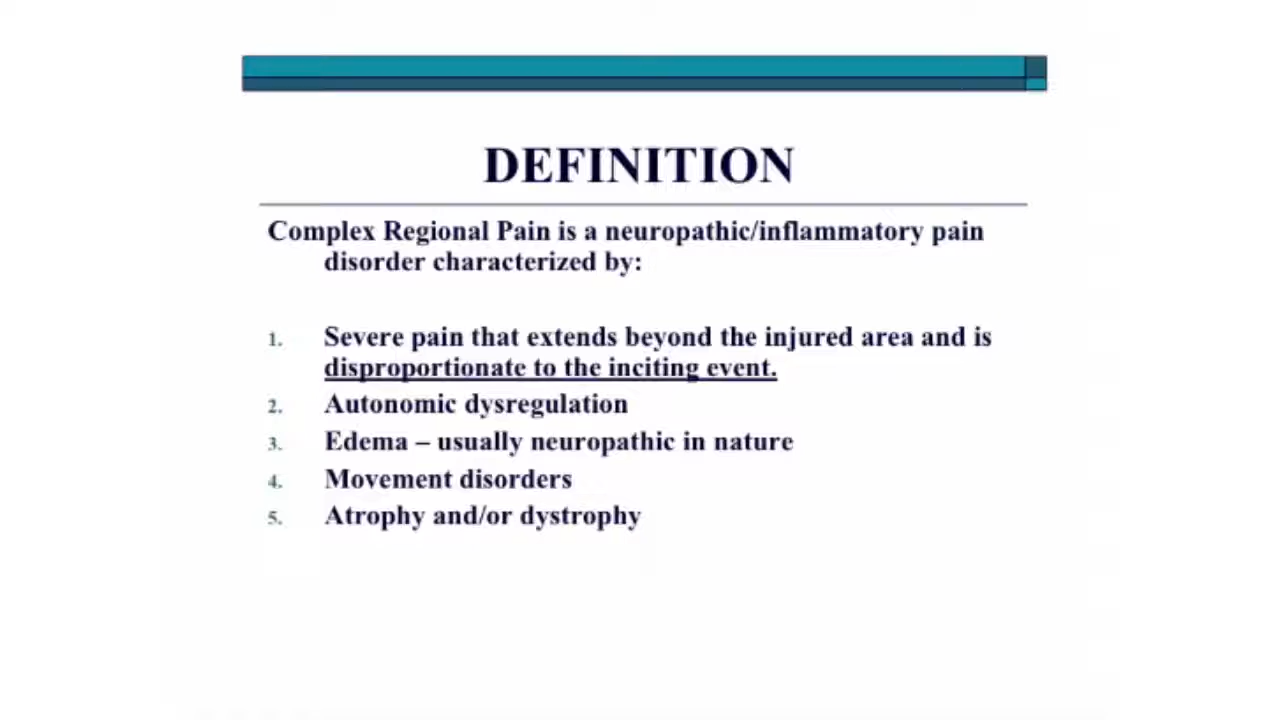 DEFINITION
Complex Regional Pain is a neuropathic/inflammatory pain
disorder characterized by:
1. Severe pain that extends beyond the injured area and is
disproportionate to the inciting event.
2. Autonomic dysregulation
3. Edema – usually neuropathic in nature
4. Movement disorders
5. Atrophy and/or dystrophy